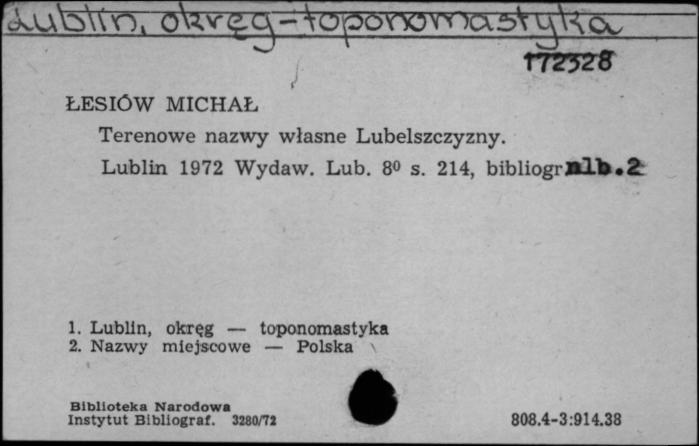 Lublin, okręg-toponomastyka
172328
ŁESIÓW MICHAŁ
Terenowe nazwy własne Lubelszczyzny.
Lublin 1972 Wydaw. Lub. 8⁰ s. 214, bibliogr nlb.2
1. Lublin, okręg — toponomastyka
2. Nazwy miejscowe — Polska
Biblioteka Narodowa
Instytut Bibliograf. 3280/72
808.4-3:914.38